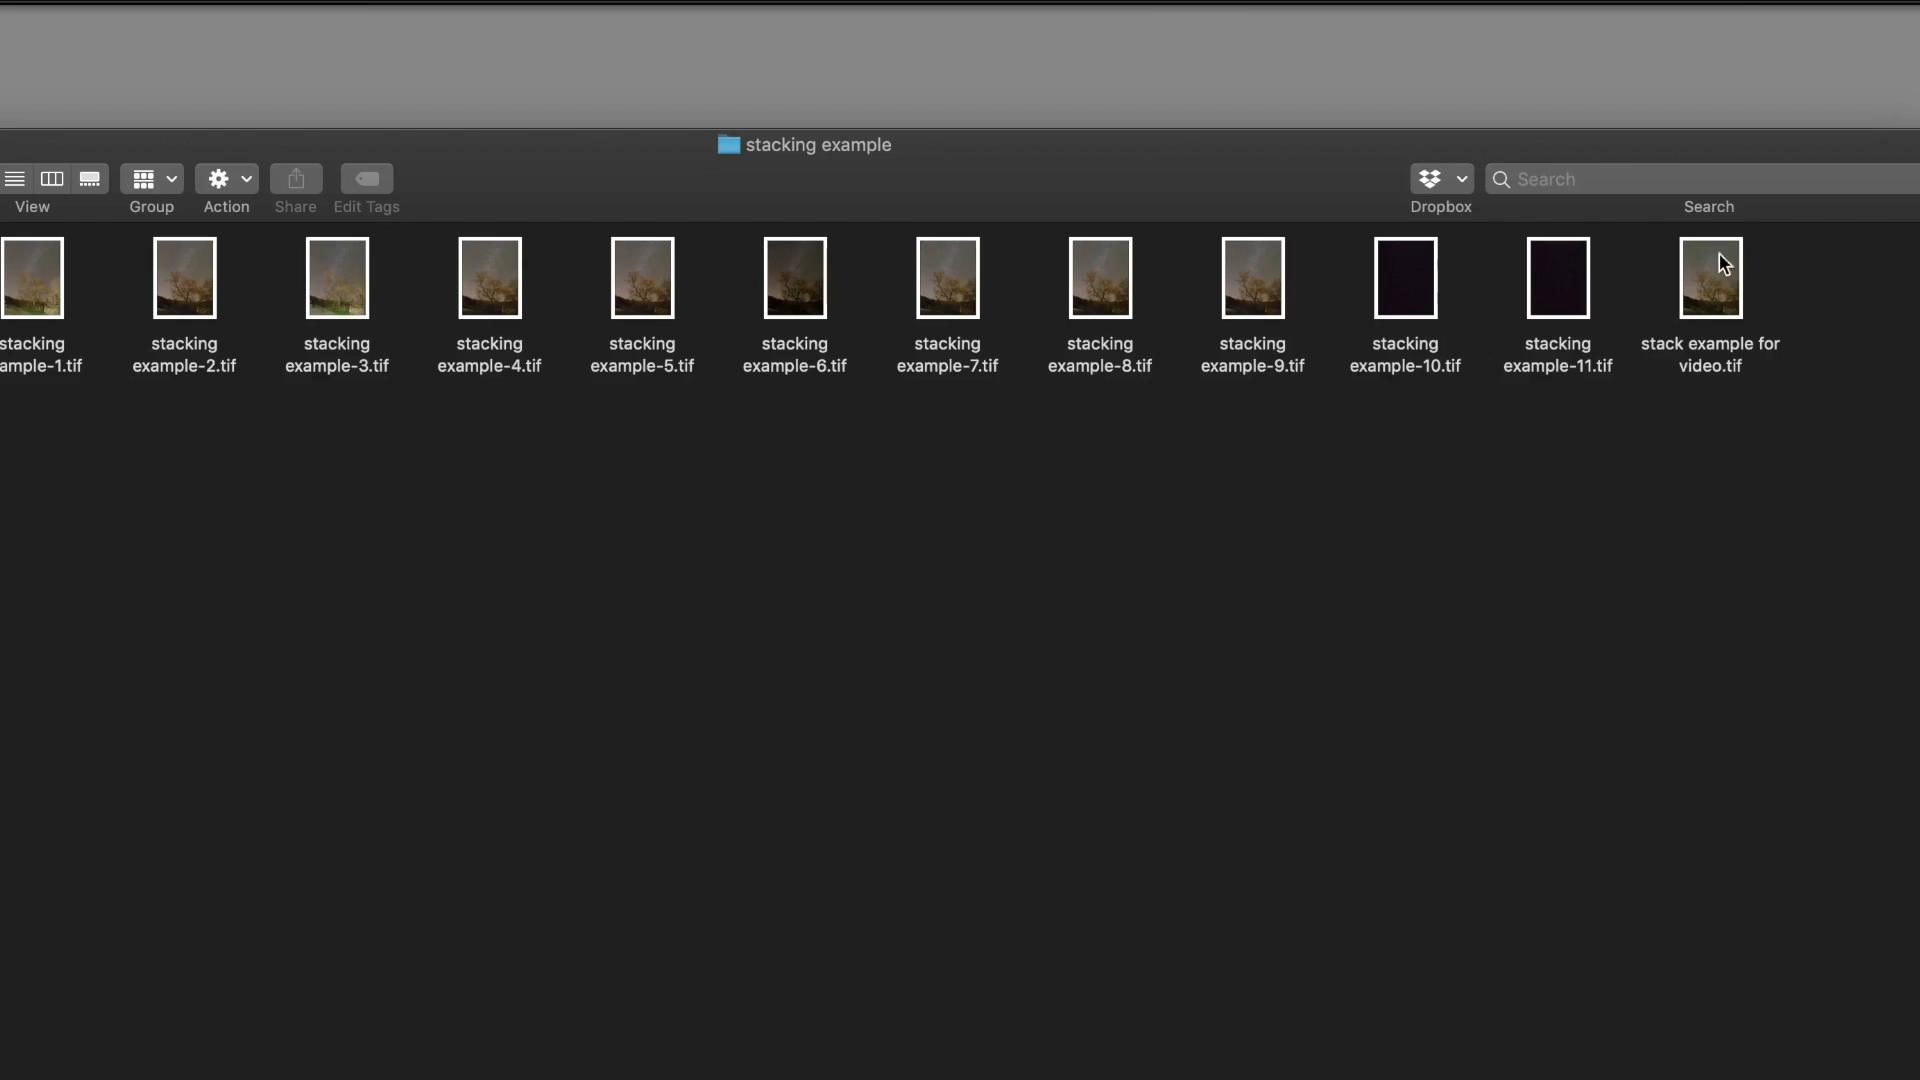 stacking example
Search
View
Group
Action
Share
Edit Tags
Dropbox
Search
stacking
ample-1.tif
stacking
example-2.tif
stacking
example-3.tif
stacking
example-4.tif
stacking
example-5.tif
stacking
example-6.tif
stacking
example-7.tif
stacking
example-8.tif
stacking
example-9.tif
stacking
example-10.tif
stacking
example-11.tif
stack example for
video.tif